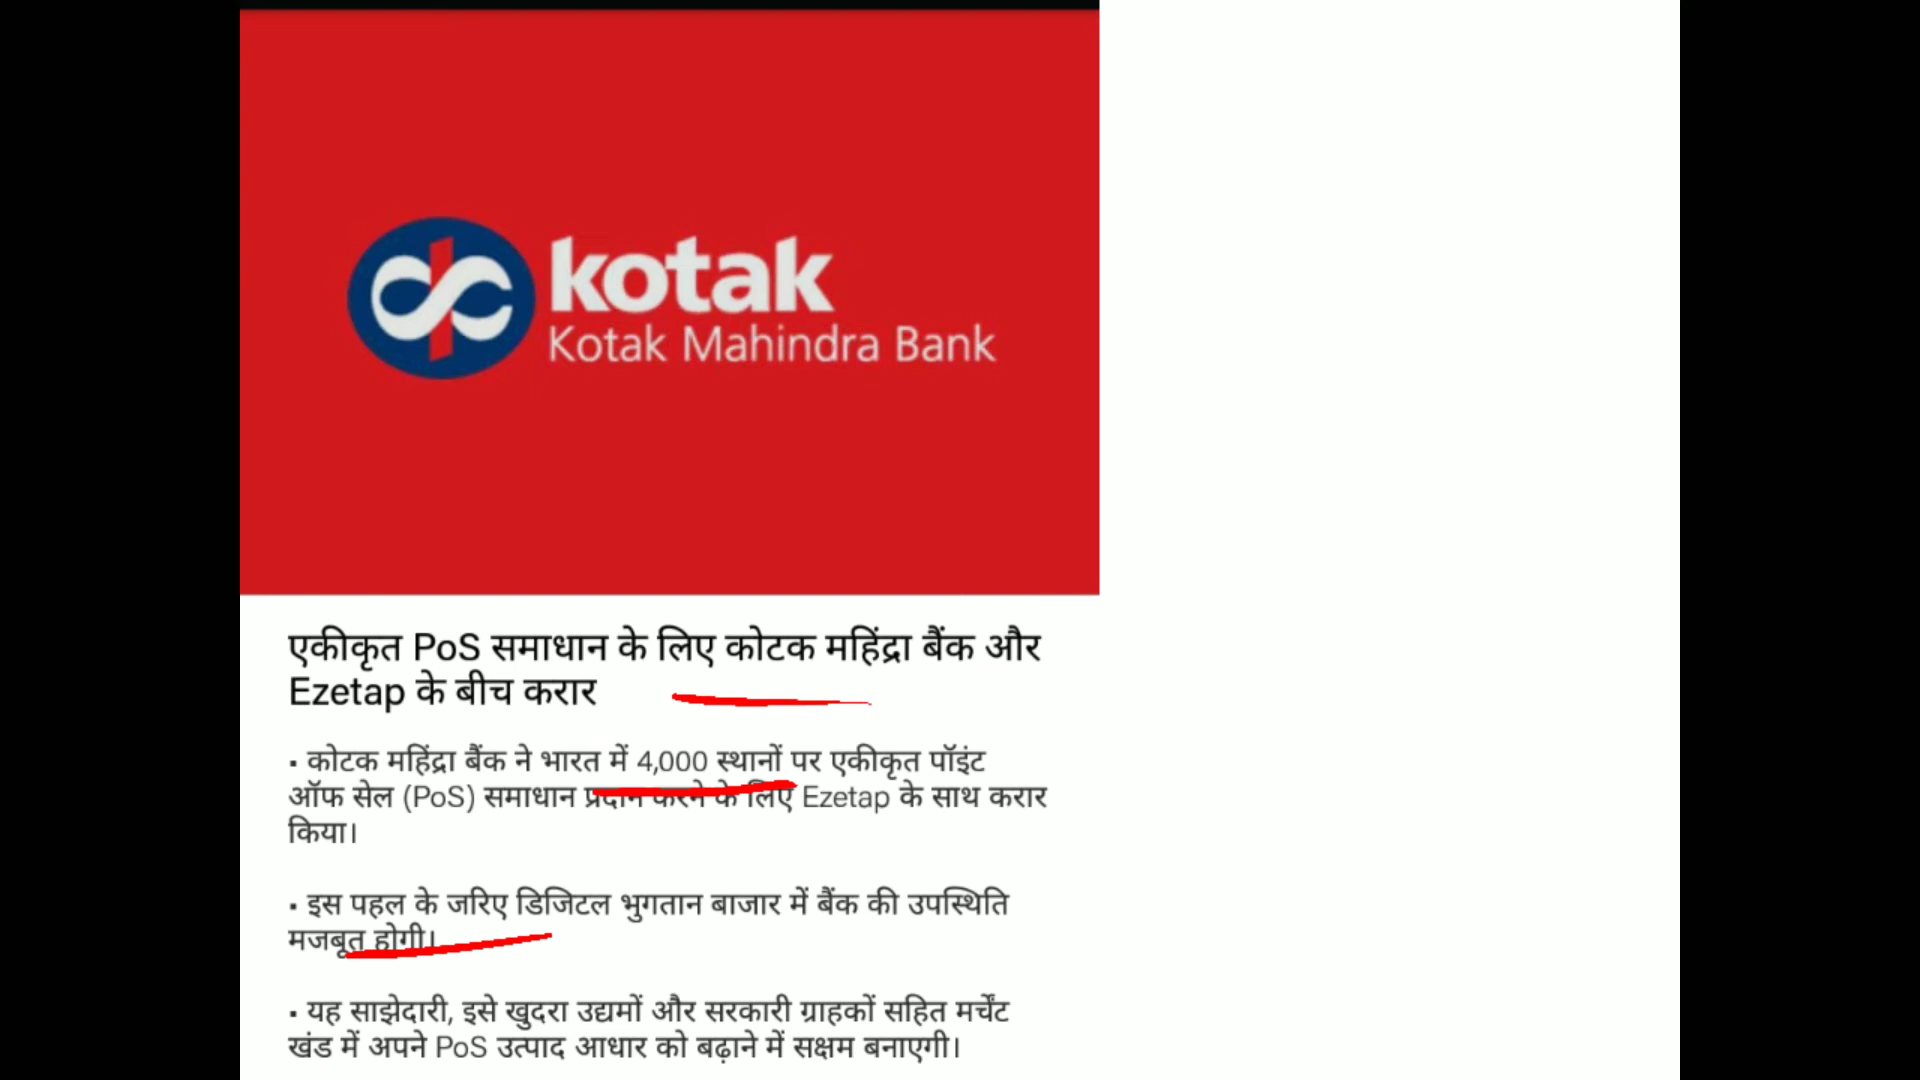 kotak
Kotak Mahindra Bank
एकीकृत PoS समाधान के लिए कोटक महिंद्रा बैंक और
Ezetap के बीच करार
• कोटक महिंद्रा बैंक ने भारत में 4,000 स्थानों पर एकीकृत पॉइंट
ऑफ सेल (PoS) समाधान प्रदान करने के लिए Ezetap के साथ करार
किया।
• इस पहल के जरिए डिजिटल भुगतान बाजार में बैंक की उपस्थिति
मजबूत होगी।
• यह साझेदारी, इसे खुदरा उद्यमों और सरकारी ग्राहकों सहित मर्चेंट
खंड में अपने PoS उत्पाद आधार को बढ़ाने में सक्षम बनाएगी।